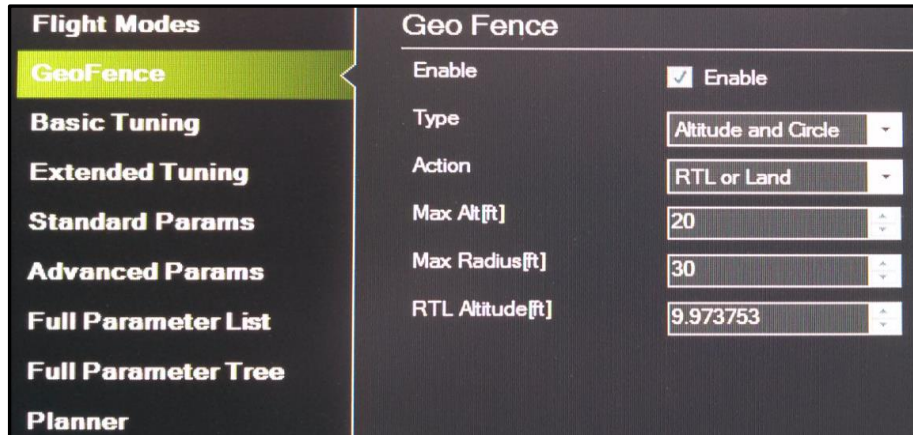 Flight Modes
GeoFence
Basic Tuning
Extended Tuning
Standard Params
Advanced Params
Full Parameter List
Full Parameter Tree
Planner
Geo Fence
Enable
Enable
Type
Altitude and Circle
Action
RTL or Land
Max Alt[ft]
20
Max Radius[ft]
30
RTL Altitude[ft]
9.973753